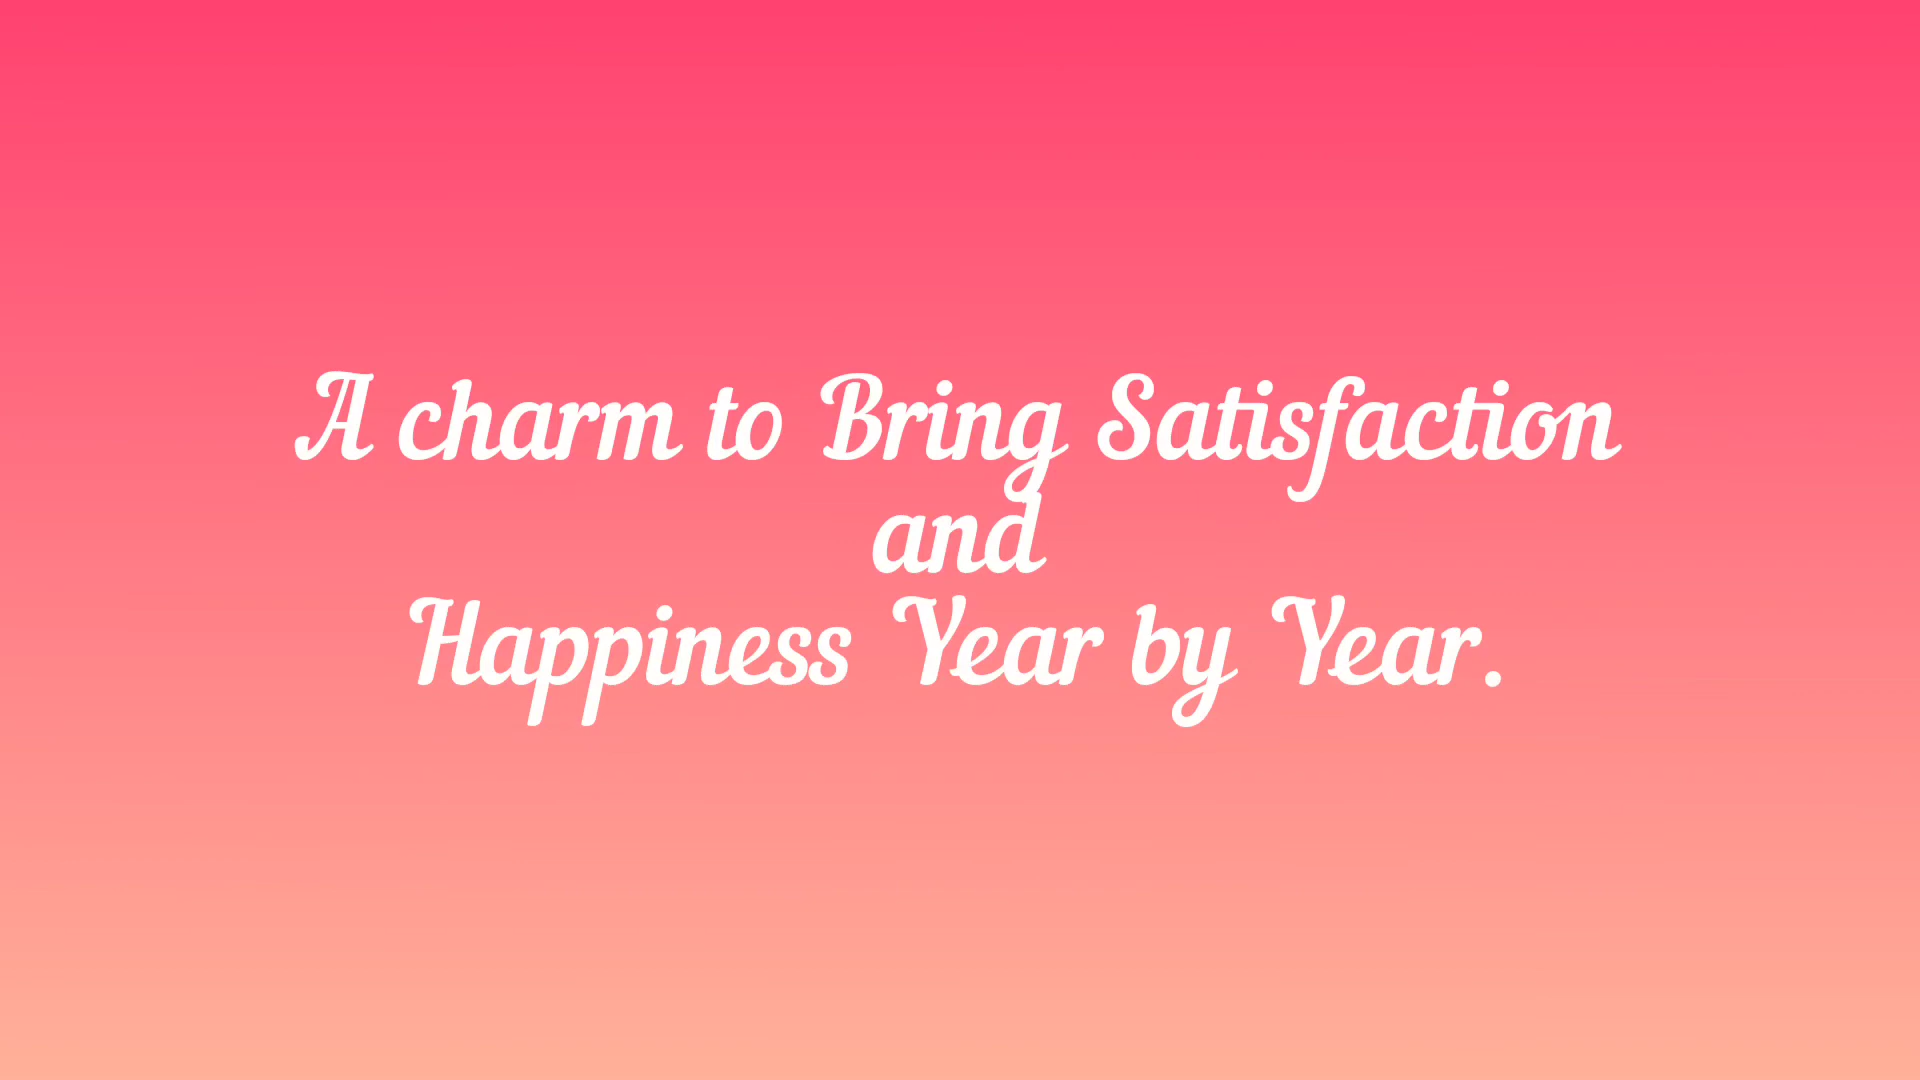 A charm to Bring Satisfaction
and
Happiness Year by Year.